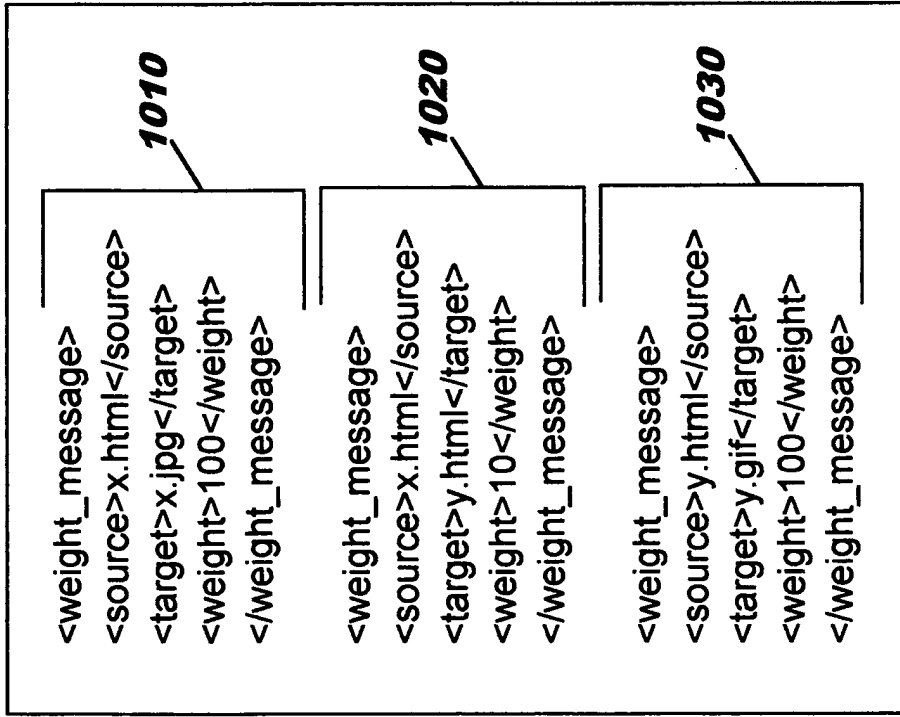 <weight_message>
<source>x.html</source>
<target>x.jpg</target>
<weight>100</weight>
</weight_message>
1010
<weight_message>
<source>x.html</source>
<target>y.html</target>
<weight>10</weight>
</weight_message>
1020
<weight_message>
<source>y.html</source>
<target>y.gif</target>
<weight>100</weight>
</weight_message>
1030